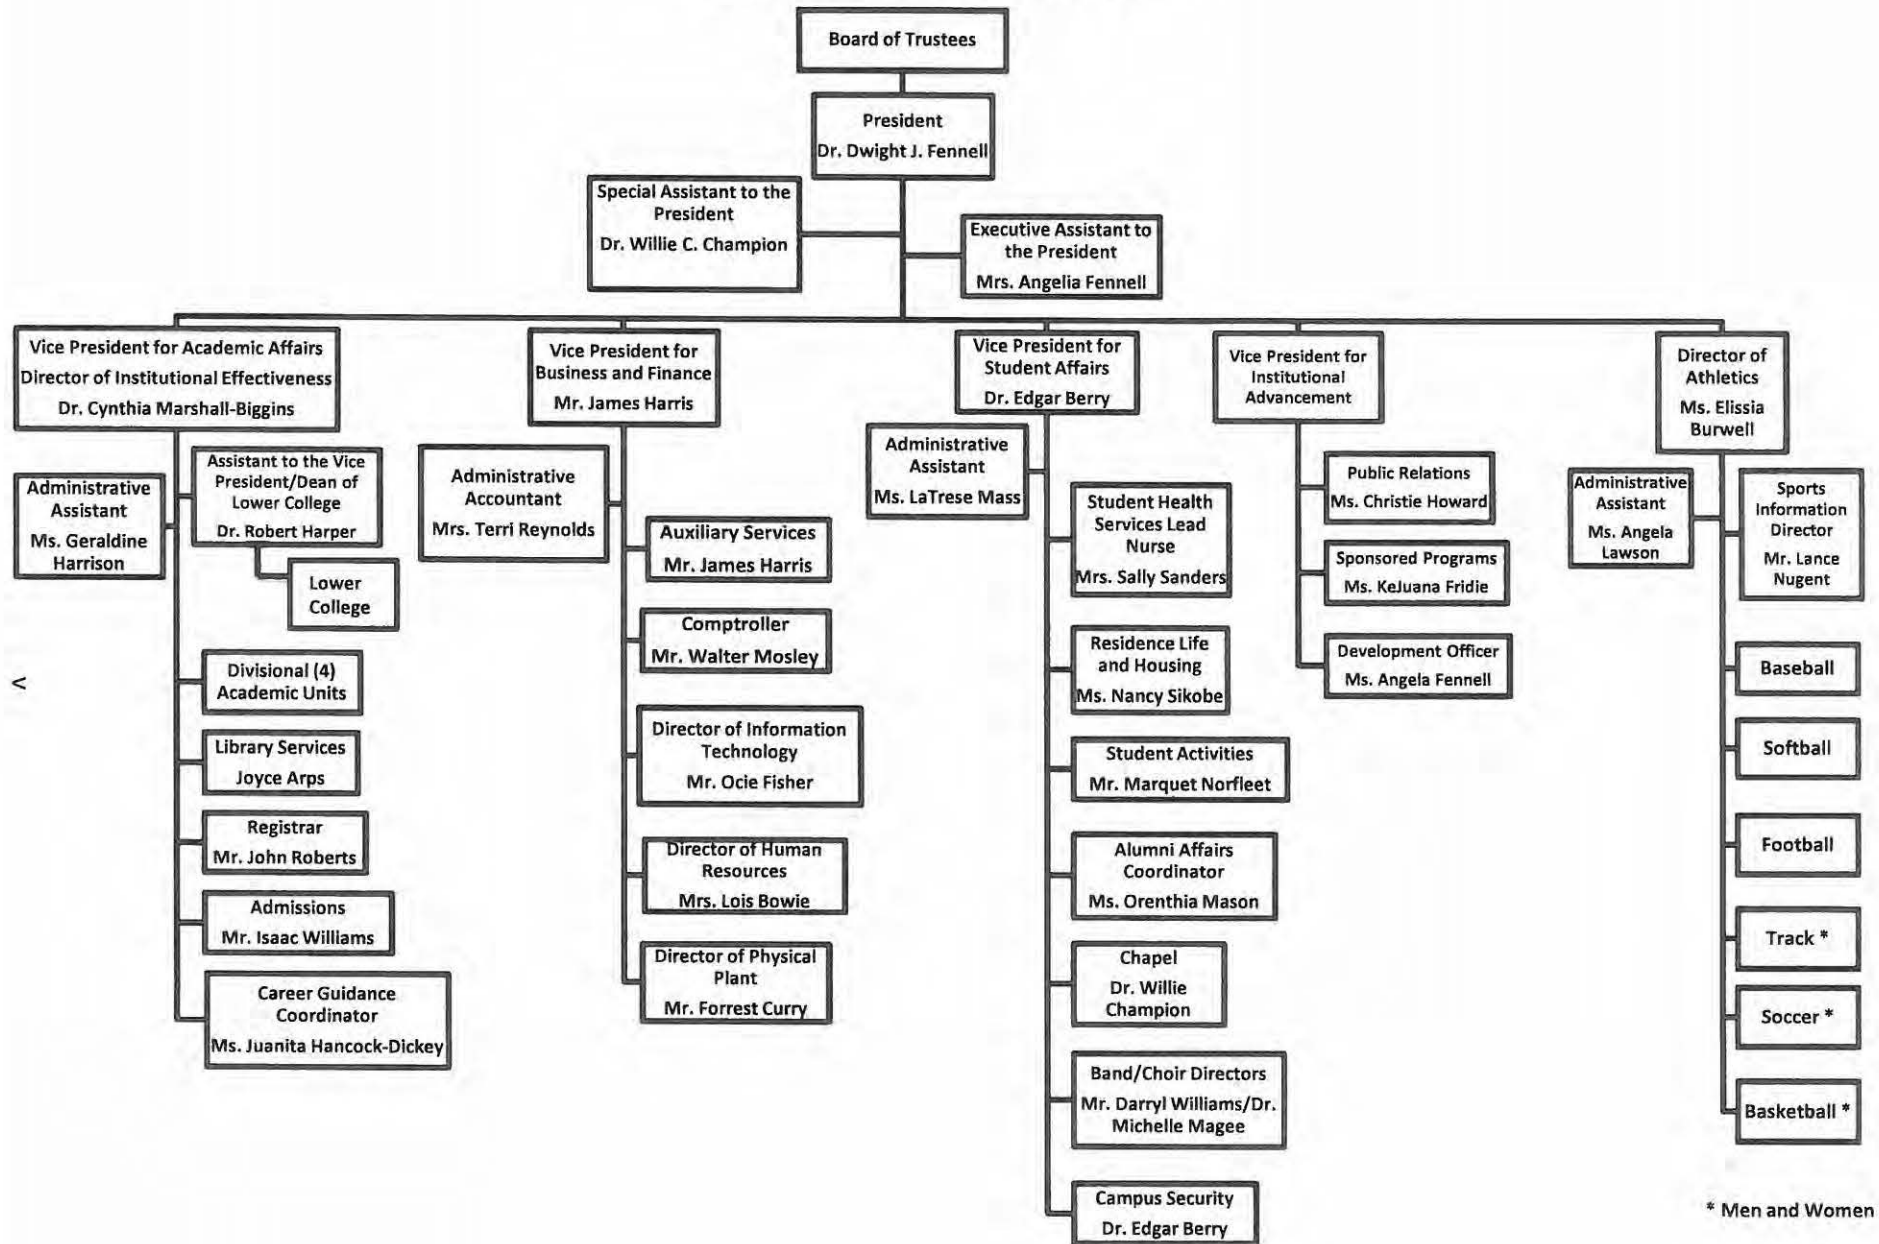 Board of Trustees
President
Dr. Dwight J. Fennell
Special Assistant to the
President
Dr. Willie C. Champion
Executive Assistant to
the President
Mrs. Angelia Fennell
Vice President for Academic Affairs
Director of Institutional Effectiveness
Dr. Cynthia Marshall-Biggins
Administrative
Assistant
Ms. Geraldine
Harrison
Assistant to the Vice
President/Dean of
Lower College
Dr. Robert Harper
Lower
College
Divisional (4)
Academic Units
Library Services
Joyce Arps
Registrar
Mr. John Roberts
Admissions
Mr. Isaac Williams
Career Guidance
Coordinator
Ms. Juanita Hancock-Dickey
Vice President for
Business and Finance
Mr. James Harris
Administrative
Accountant
Mrs. Terri Reynolds
Auxiliary Services
Mr. James Harris
Comptroller
Mr. Walter Mosley
Director of Information
Technology
Mr. Ocie Fisher
Director of Human
Resources
Mrs. Lois Bowie
Director of Physical
Plant
Mr. Forrest Curry
Vice President for
Student Affairs
Dr. Edgar Berry
Administrative
Assistant
Ms. LaTrese Mass
Student Health
Services Lead
Nurse
Mrs. Sally Sanders
Residence Life
and Housing
Ms. Nancy Sikobe
Student Activities
Mr. Marquet Norfleet
Alumni Affairs
Coordinator
Ms. Orenthia Mason
Chapel
Dr. Willie
Champion
Band/Choir Directors
Mr. Darryl Williams/Dr.
Michelle Magee
Campus Security
Dr. Edgar Berry
Vice President for
Institutional
Advancement
Public Relations
Ms. Christie Howard
Sponsored Programs
Ms. KeJuana Fridie
Development Officer
Ms. Angela Fennell
Director of
Athletics
Ms. Elissia
Burwell
Administrative
Assistant
Ms. Angela
Lawson
Sports
Information
Director
Mr. Lance
Nugent
Baseball
Softball
Football
Track *
Soccer *
Basketball *
* Men and Women
<